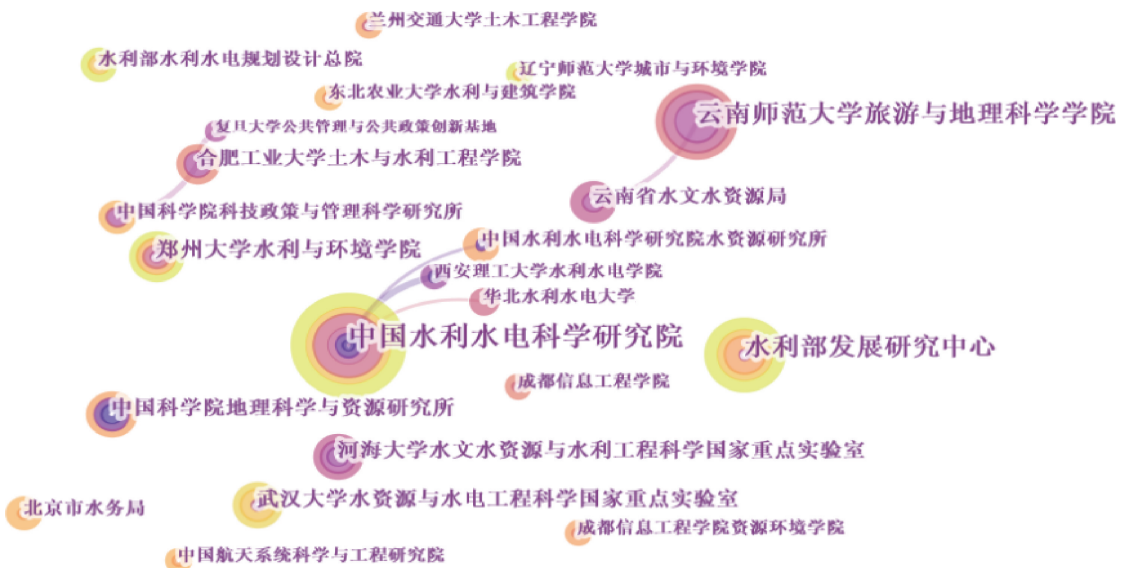 兰州交通大学土木工程学院
水利部水利水电规划设计总院
辽宁师范大学城市与环境学院
东北农业大学水利与建筑学院
云南师范大学旅游与地理科学学院
复旦大学公共管理与公共政策创新基地
合肥工业大学土木与水利工程学院
云南省水文水资源局
中国科学院科技政策与管理科学研究所
中国水利水电科学研究院水资源研究所
郑州大学水利与环境学院
西安理工大学水利水电学院
华北水利水电大学
中国水利水电科学研究院
水利部发展研究中心
成都信息工程学院
中国科学院地理科学与资源研究所
河海大学水文水资源与水利工程科学国家重点实验室
武汉大学水资源与水电工程科学国家重点实验室
北京市水务局
成都信息工程学院资源环境学院
中国航天系统科学与工程研究院